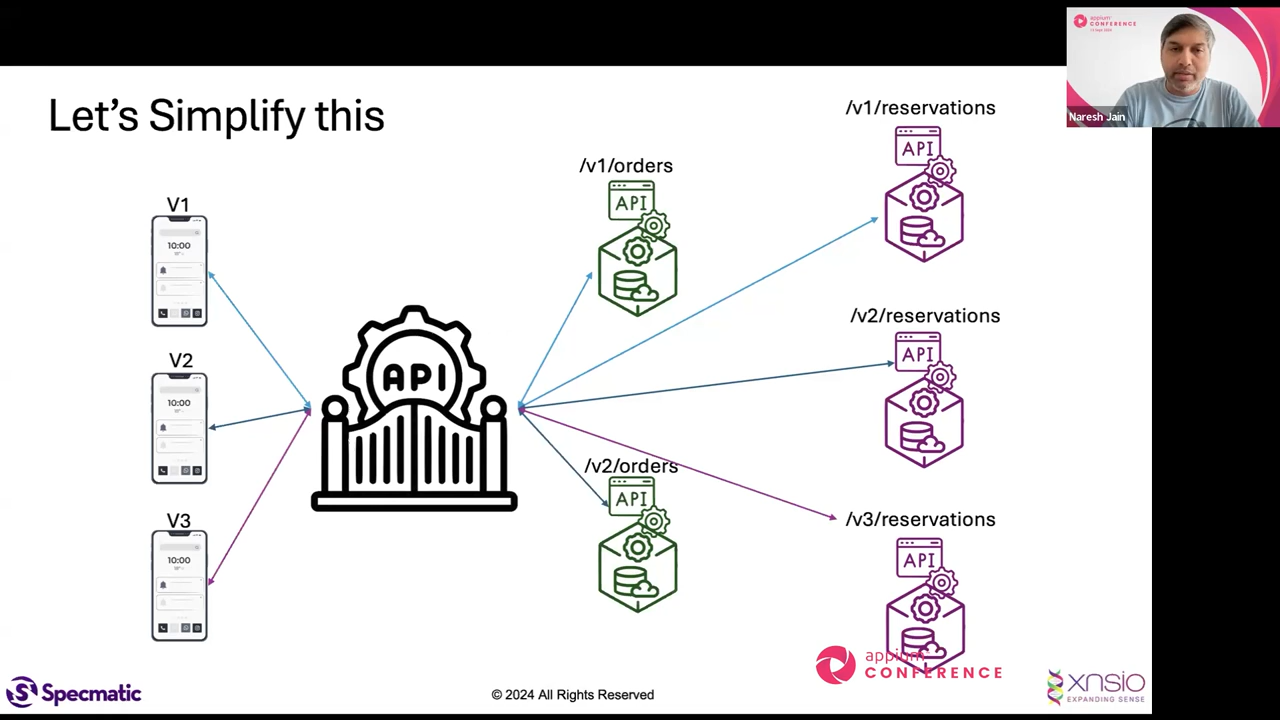 Let's Simplify this
appium
CONFERENCE
Naresh Jain
/v1/reservations
API
/v1/orders
API
V1
10:00
/v2/reservations
API
V2
10:00
API
/v2/orders
API
/v3/reservations
API
V3
10:00
appium
CONFERENCE
Specmatic
© 2024 All Rights Reserved
xnsio
EXPANDING SENSE